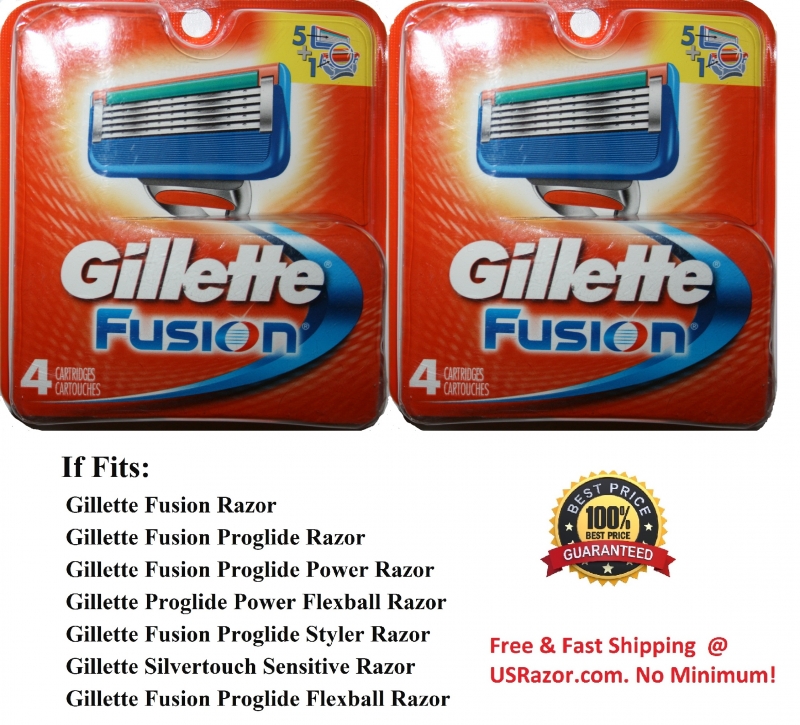 5
+1
Gillette®
FUSION®
4 CARTRIDGES
CARTOUCHES
5
+1
Gillette®
FUSION®
4 CARTRIDGES
CARTOUCHES
If Fits:
Gillette Fusion Razor
Gillette Fusion Proglide Razor
Gillette Fusion Proglide Power Razor
Gillette Proglide Power Flexball Razor
Gillette Fusion Proglide Styler Razor
Gillette Silvertouch Sensitive Razor
Gillette Fusion Proglide Flexball Razor
BEST PRICE
100%
BEST PRICE
GUARANTEED
Free & Fast Shipping @
USRazor.com. No Minimum!